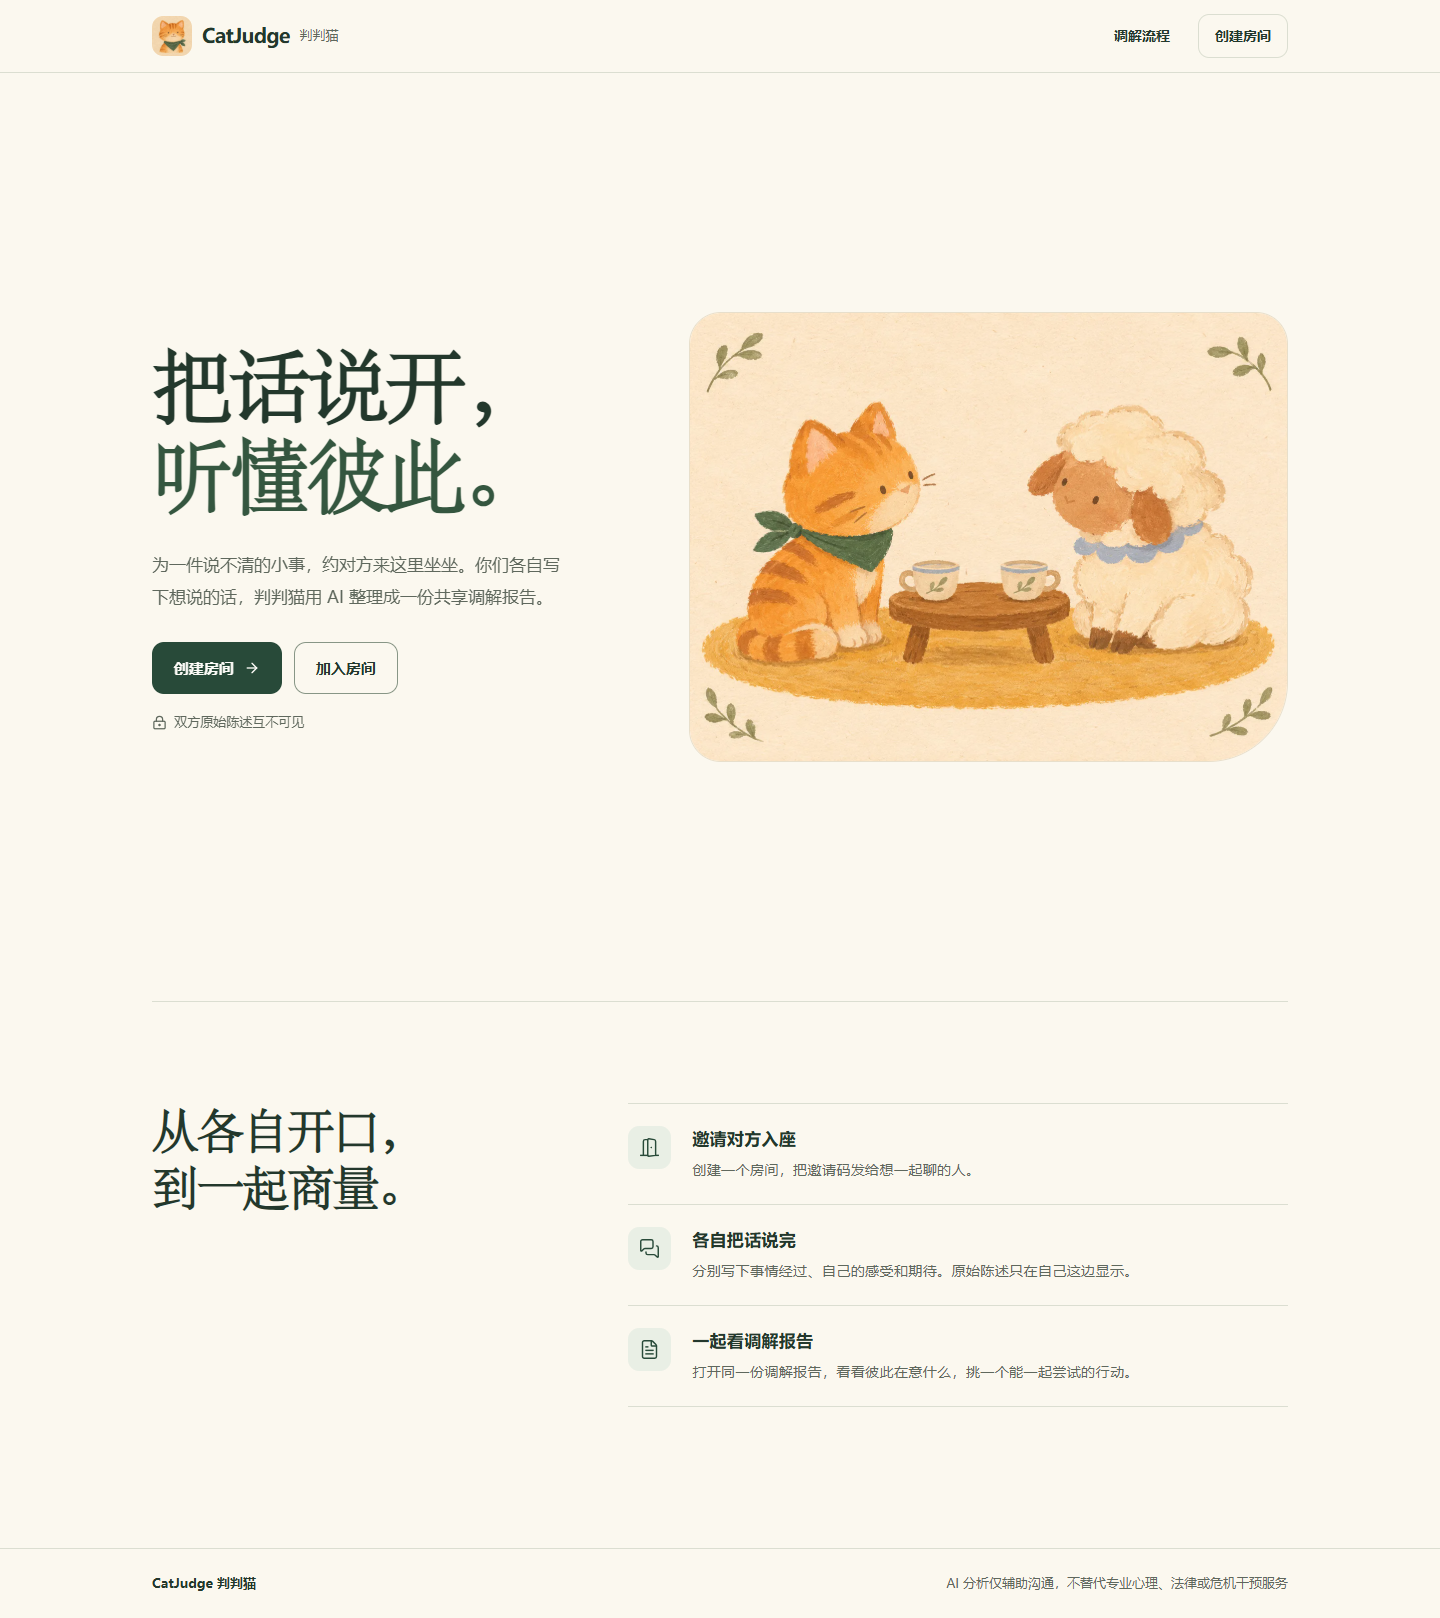 CatJudge 判判猫
调解流程
创建房间
把话说开，
听懂彼此。
为一件说不清的小事，约对方来这里坐坐。你们各自写
下想说的话，判判猫用 AI 整理成一份共享调解报告。
创建房间
加入房间
双方原始陈述互不可见
从各自开口，
到一起商量。
邀请对方入座
创建一个房间，把邀请码发给想一起聊的人。
各自把话说完
分别写下事情经过、自己的感受和期待。原始陈述只在自己这边显示。
一起看调解报告
打开同一份调解报告，看看彼此在意什么，挑一个能一起尝试的行动。
CatJudge 判判猫
AI 分析仅辅助沟通，不替代专业心理、法律或危机干预服务